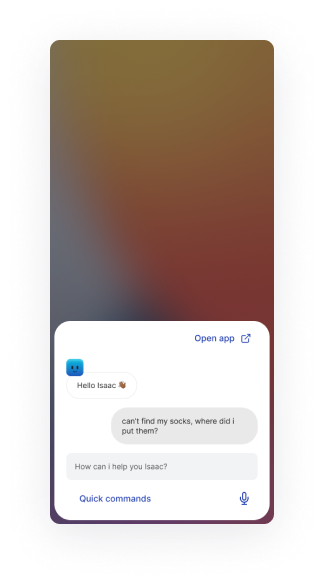 Open app
Hello Isaac 👋🏾
can't find my socks, where did i
put them?
How can i help you Isaac?
Quick commands